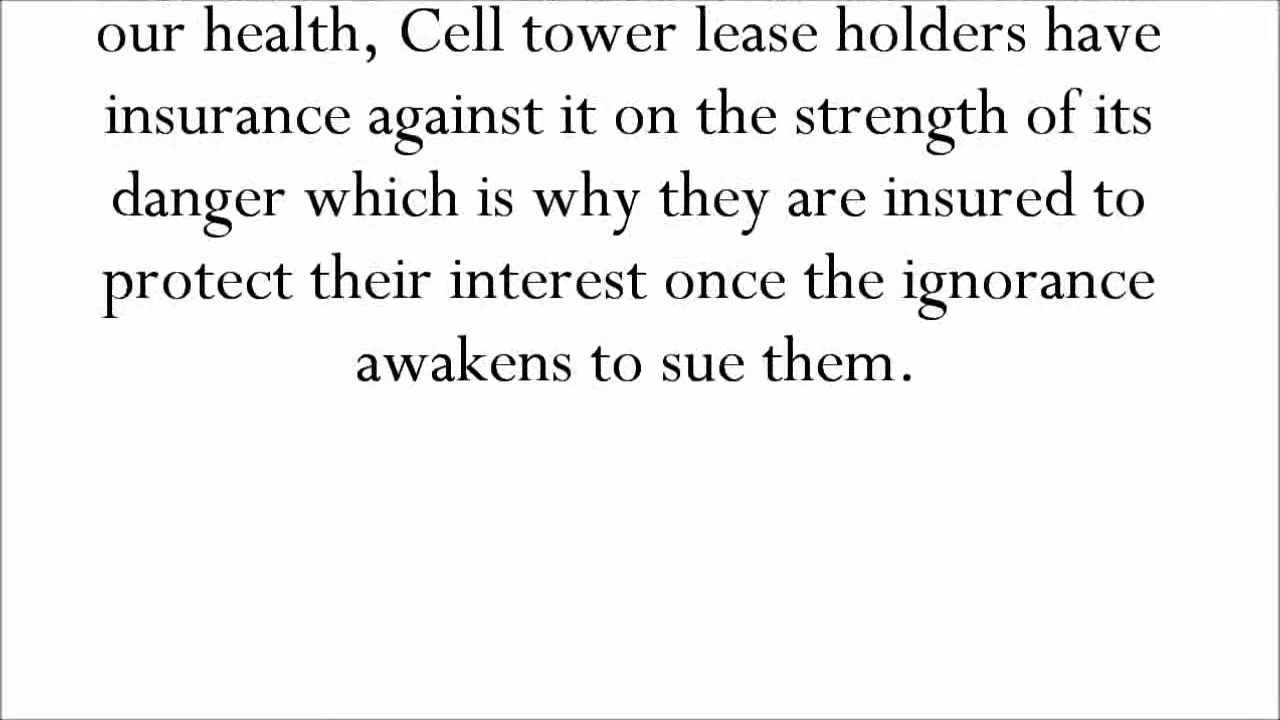 our health, Cell tower lease holders have
insurance against it on the strength of its
danger which is why they are insured to
protect their interest once the ignorance
awakens to sue them.